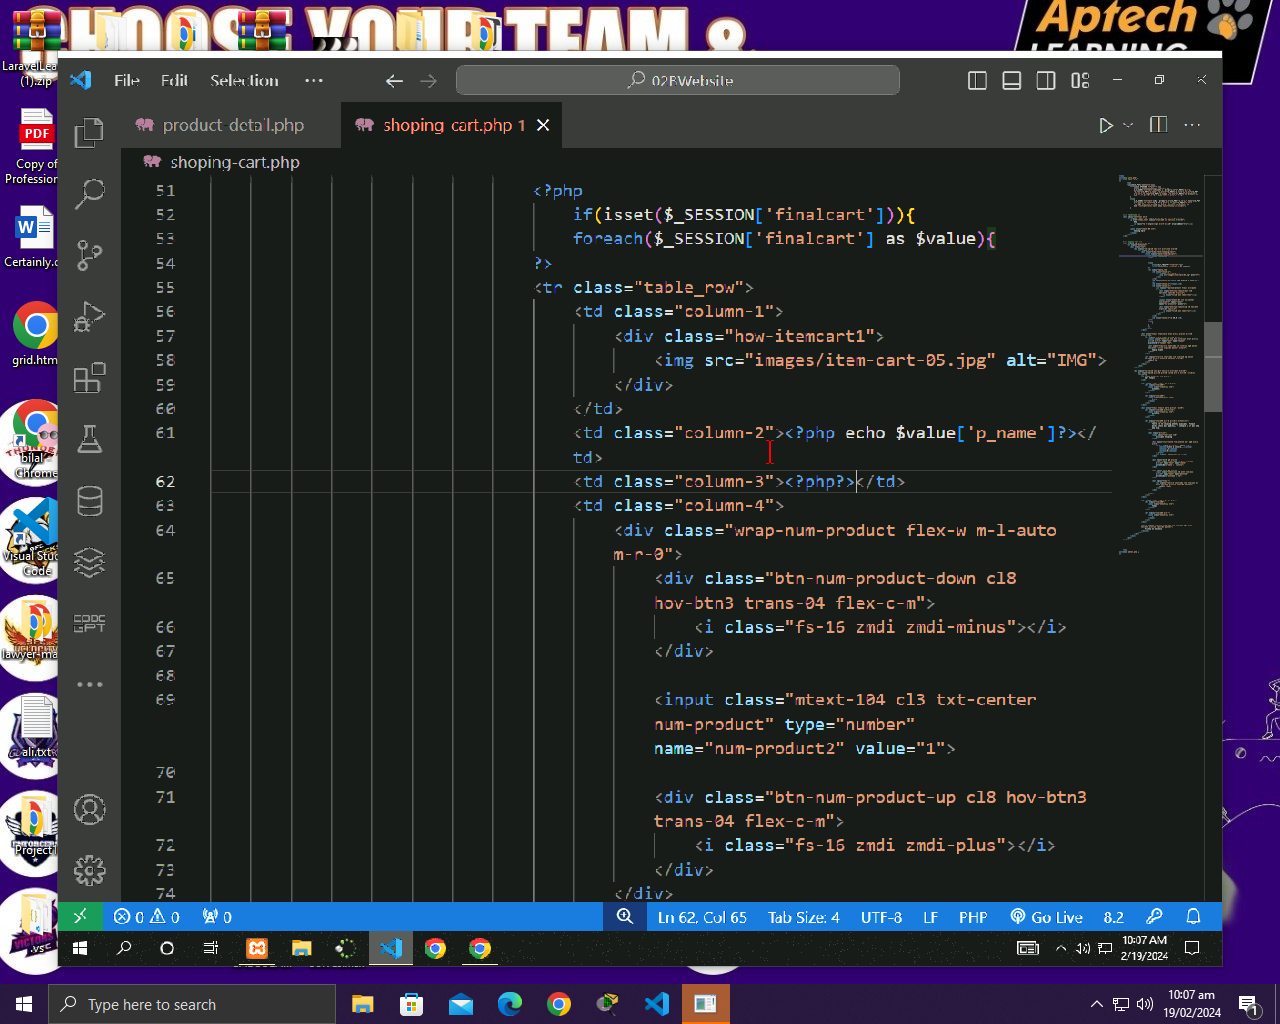 CHOOSE YOUR TEAM &
Aptech
LEARNING
LaravelLea
(1).zip
PDF
Copy of
Profession
Certainly.c
grid.htm
bilal
Chrome
Visual Stud
Code
lawyer-ma
ali.txt
Project1
.vsc
File Edit Selection ···
02BWebsite
product-detail.php
shoping-cart.php 1
shoping-cart.php
51 <?php
52 if(isset($_SESSION['finalcart'])){
53 foreach($_SESSION['finalcart'] as $value){
54 ?>
55 <tr class="table_row">
56 <td class="column-1">
57 <div class="how-itemcart1">
58 <img src="images/item-cart-05.jpg" alt="IMG">
59 </div>
60 </td>
61 <td class="column-2"><?php echo $value['p_name']?></
td>
62 <td class="column-3"><?php?></td>
63 <td class="column-4">
64 <div class="wrap-num-product flex-w m-l-auto
m-r-0">
65 <div class="btn-num-product-down cl8
hov-btn3 trans-04 flex-c-m">
66 <i class="fs-16 zmdi zmdi-minus"></i>
67 </div>
68
69 <input class="mtext-104 cl3 txt-center
num-product" type="number"
name="num-product2" value="1">
70
71 <div class="btn-num-product-up cl8 hov-btn3
trans-04 flex-c-m">
72 <i class="fs-16 zmdi zmdi-plus"></i>
73 </div>
74 </div>
0 0 0 Ln 62, Col 65 Tab Size: 4 UTF-8 LF PHP Go Live 8.2
10:07 AM
2/19/2024
Type here to search
10:07 am
19/02/2024
1